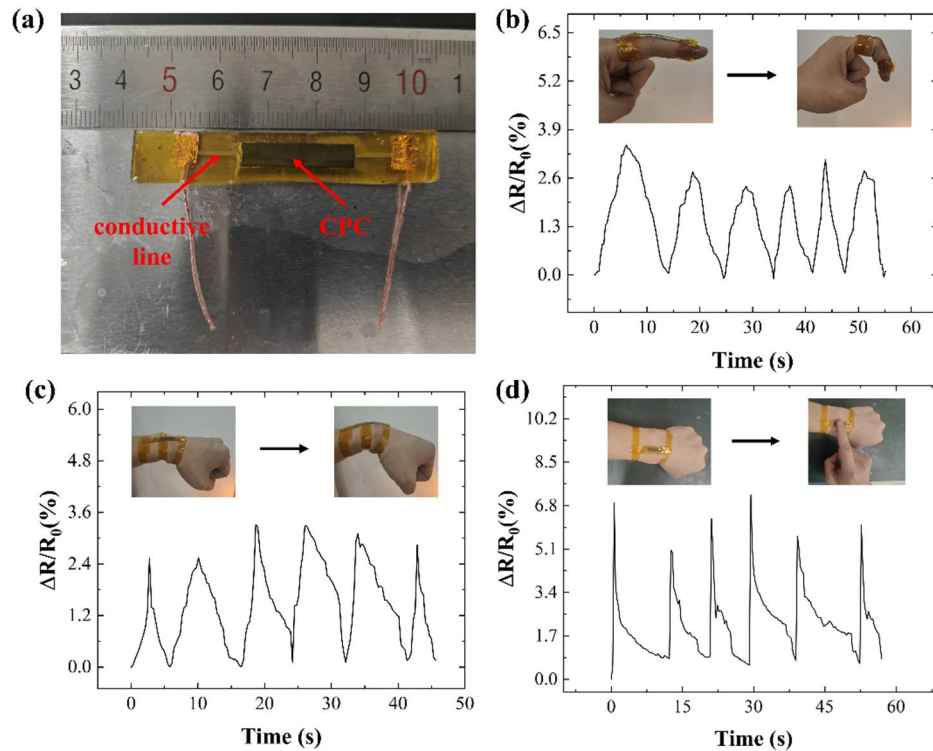 (a)
3 4 5 6 7 8 9 10 1
mm
conductive
line
CPC
(b)
6.5
5.2
3.9
2.6
1.3
0.0
ΔR/R0(%)
0 10 20 30 40 50 60
Time (s)
(c)
6.0
4.8
3.6
2.4
1.2
0.0
ΔR/R0(%)
0 10 20 30 40 50
Time (s)
(d)
10.2
8.5
6.8
5.1
3.4
1.7
0.0
ΔR/R0(%)
0 15 30 45 60
Time (s)